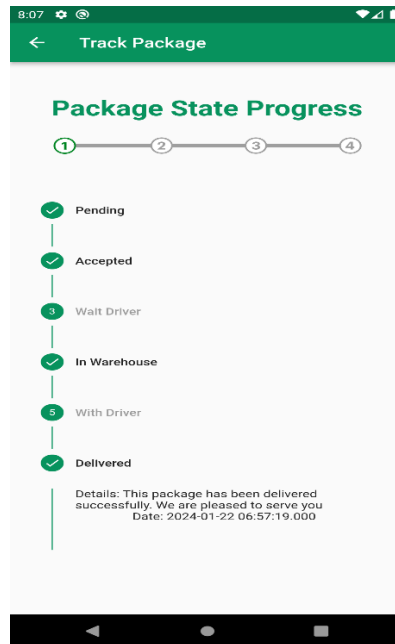 8:07
Track Package
Package State Progress
1 2 3 4
Pending
Accepted
3 Wait Driver
In Warehouse
5 With Driver
Delivered
Details: This package has been delivered
successfully. We are pleased to serve you
Date: 2024-01-22 06:57:19.000